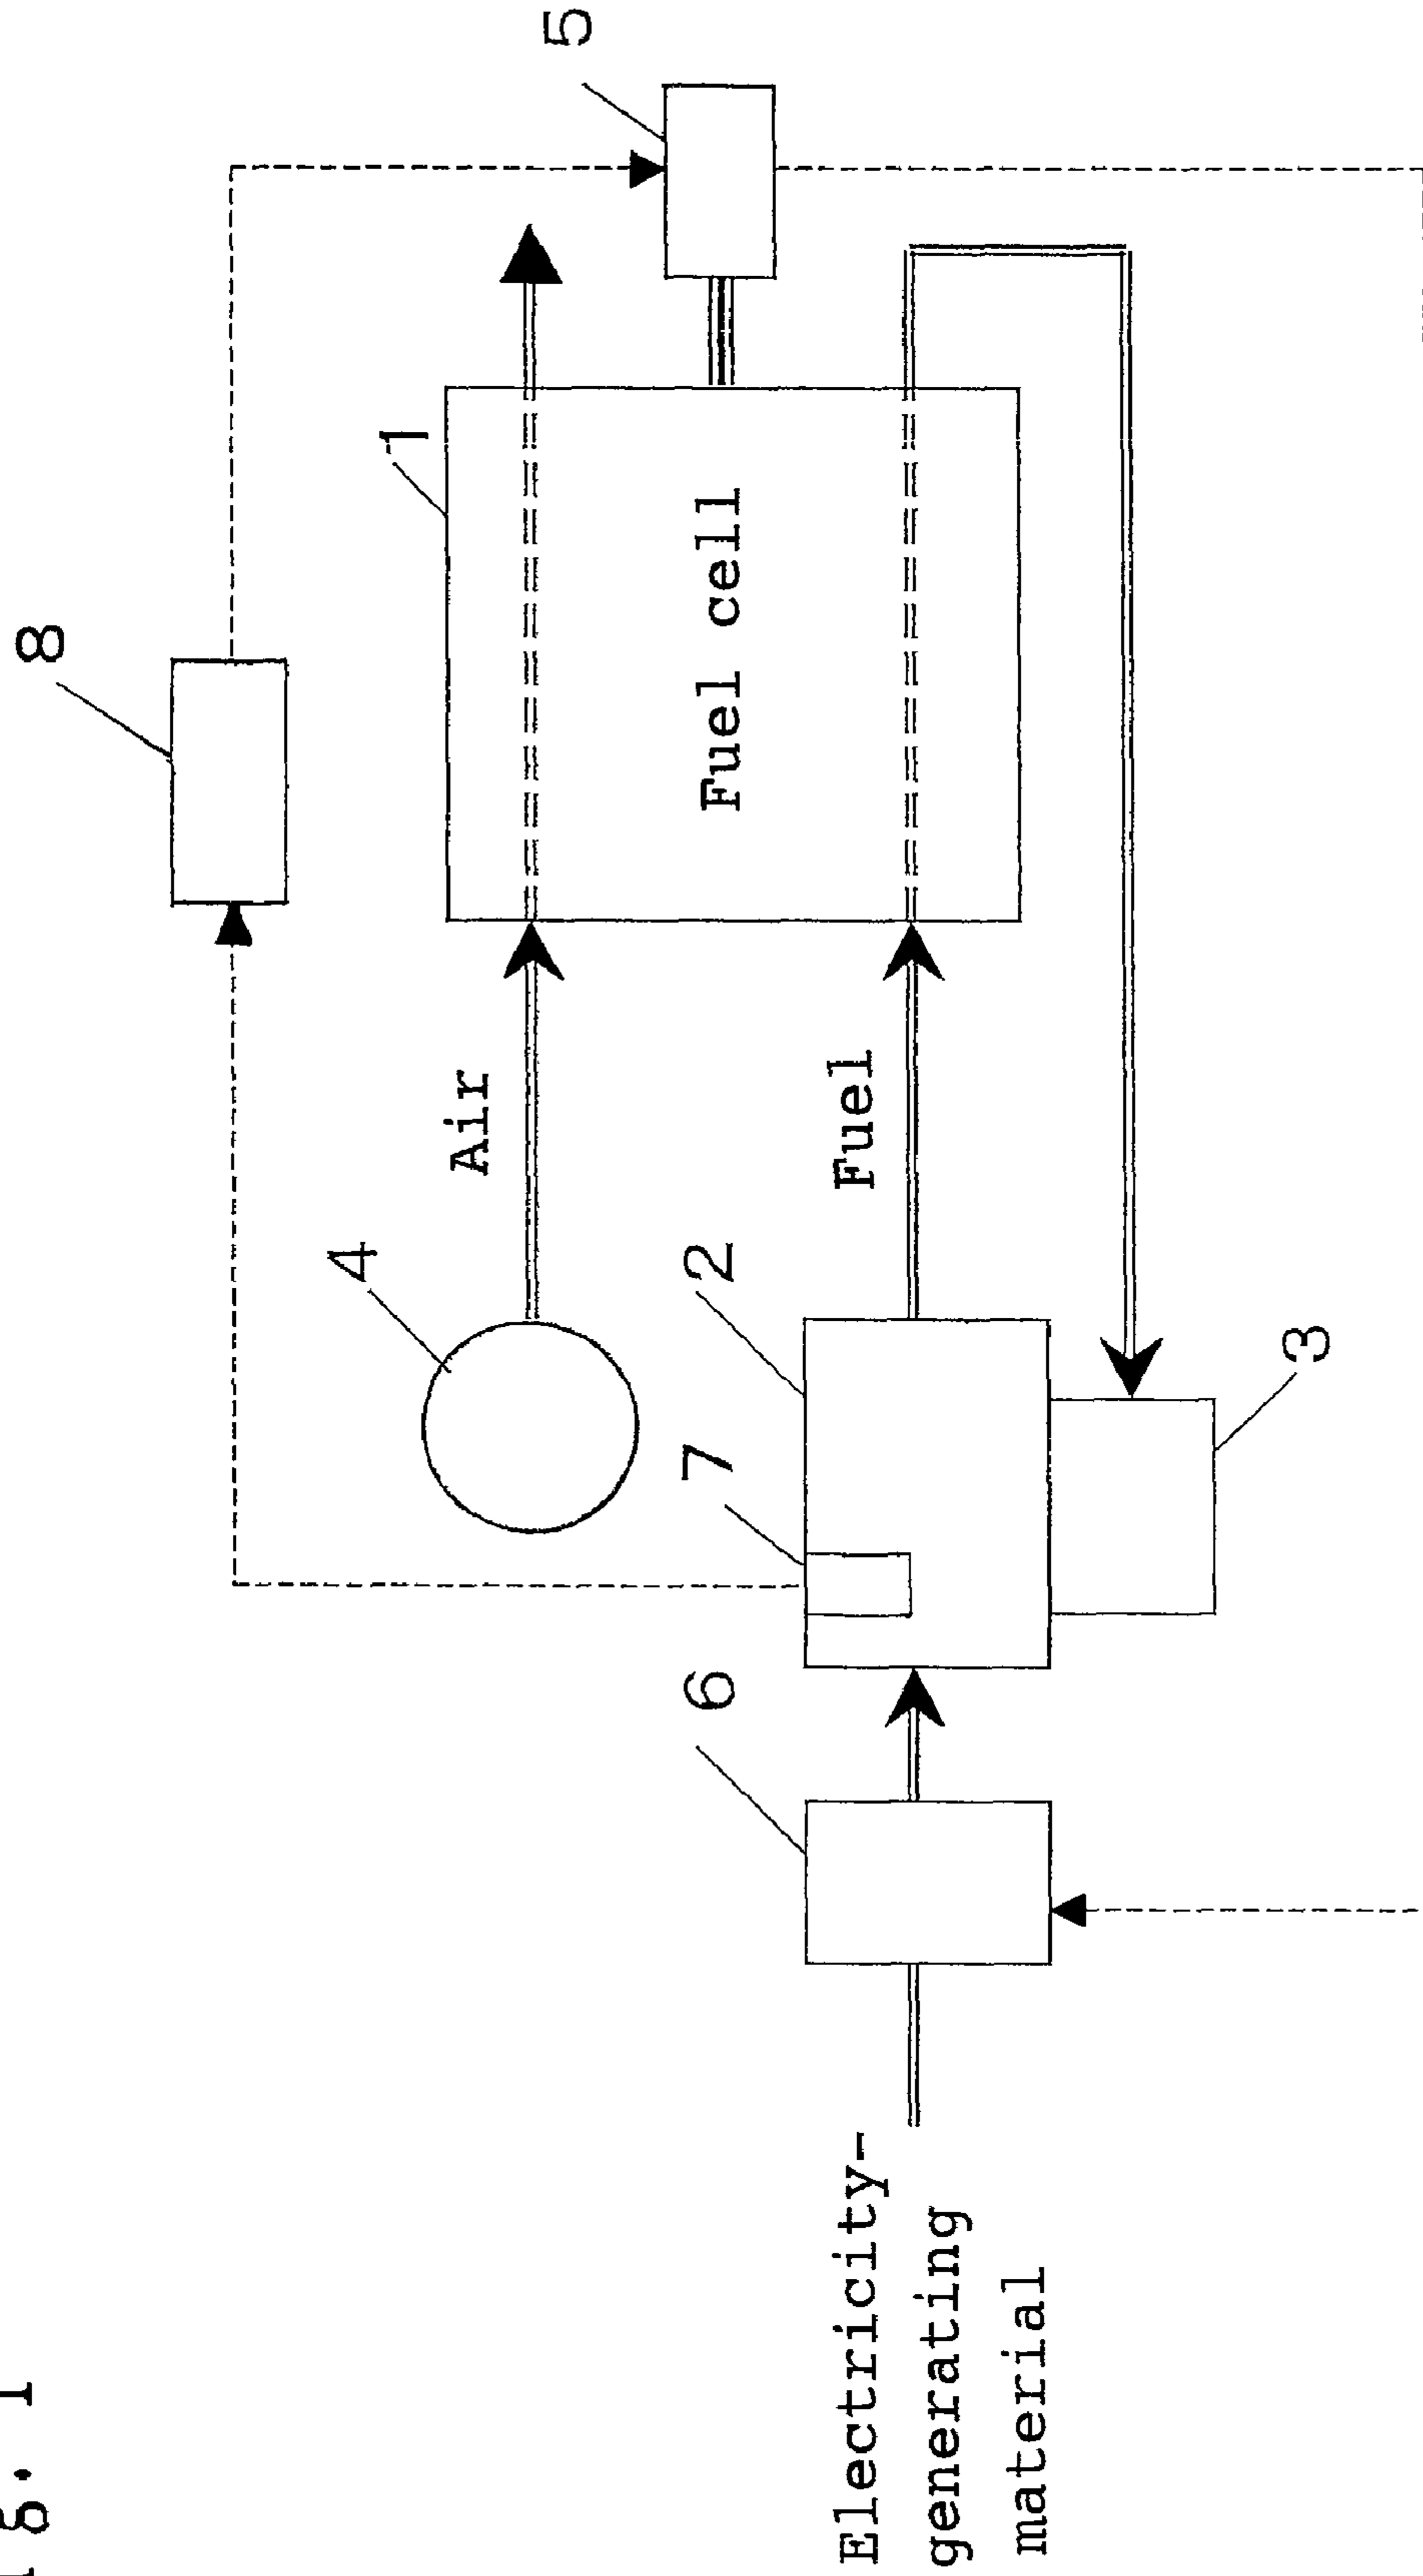 8
5
1
Fuel cell
Air
4
Fuel
2
7
6
3
Electricity-
generating
material